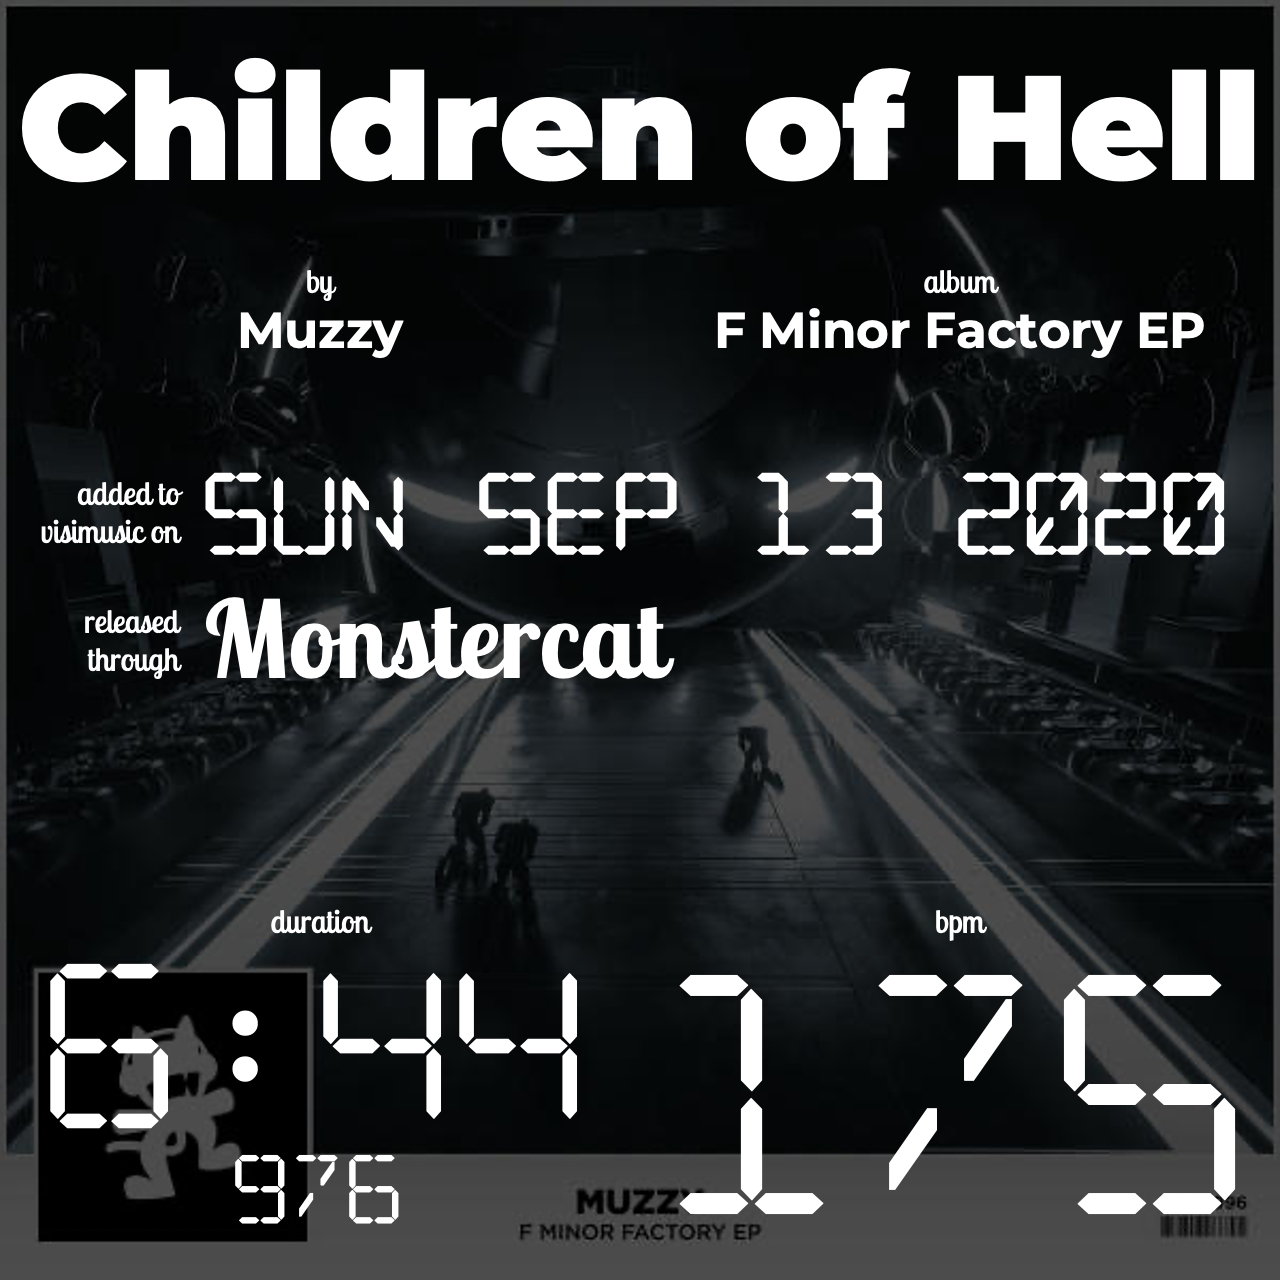 Children of Hell
by
Muzzy
album
F Minor Factory EP
added to
visimusic on
SUN SEP 13 2020
released
through
Monstercat
duration
6:44
976
bpm
175
MUZZY
F MINOR FACTORY EP
96